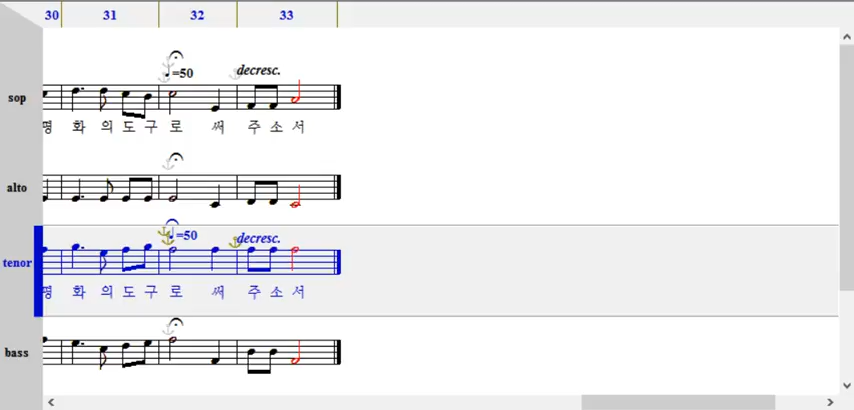 30 31 32 33
♩=50 decresc.
sop
평 화 의 도 구 로 써 주 소 서
alto
♩=50 decresc.
tenor
평 화 의 도 구 로 써 주 소 서
bass